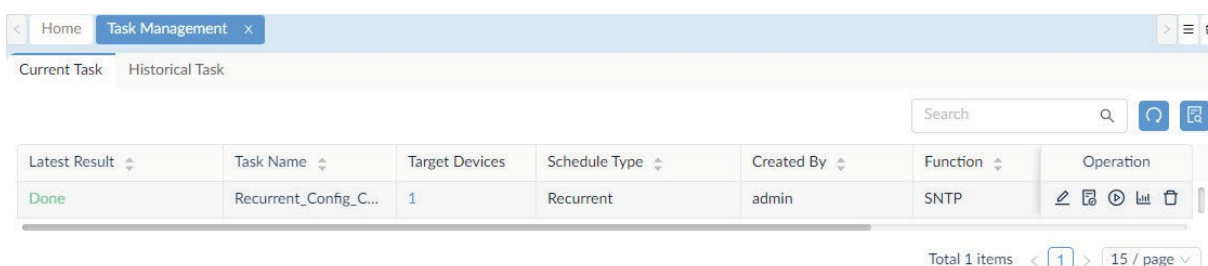 Home Task Management x
Current Task Historical Task
Search
Latest Result Task Name Target Devices Schedule Type Created By Function Operation
Done Recurrent_Config_C... 1 Recurrent admin SNTP
Total 1 items < 1 > 15 / page